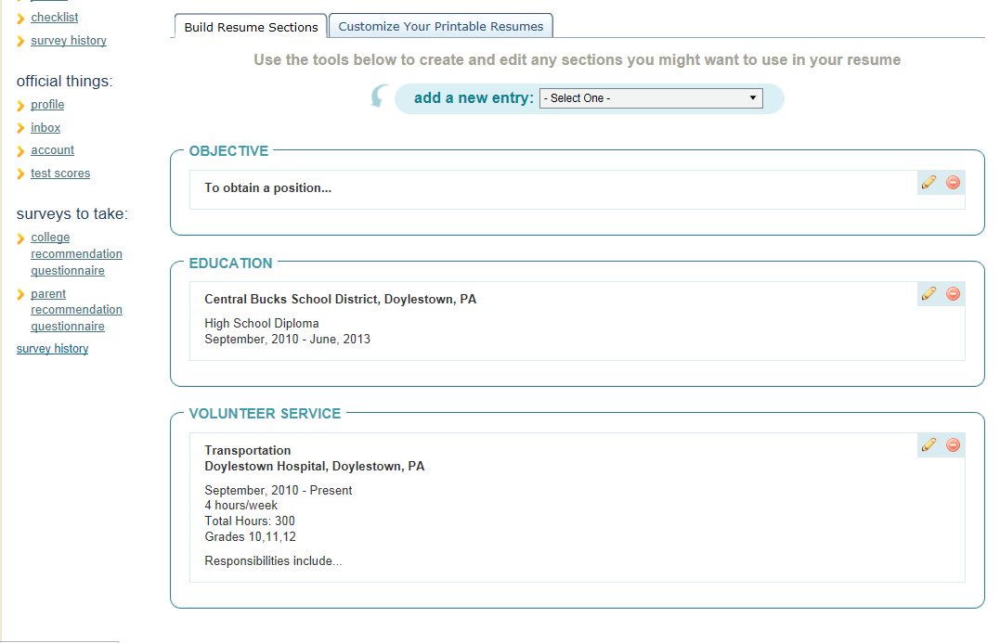 checklist
survey history
official things:
profile
inbox
account
test scores
surveys to take:
college
recommendation
questionnaire
parent
recommendation
questionnaire
survey history
Build Resume Sections
Customize Your Printable Resumes
Use the tools below to create and edit any sections you might want to use in your resume
add a new entry: - Select One -
OBJECTIVE
To obtain a position...
EDUCATION
Central Bucks School District, Doylestown, PA
High School Diploma
September, 2010 - June, 2013
VOLUNTEER SERVICE
Transportation
Doylestown Hospital, Doylestown, PA
September, 2010 - Present
4 hours/week
Total Hours: 300
Grades 10,11,12
Responsibilities include...